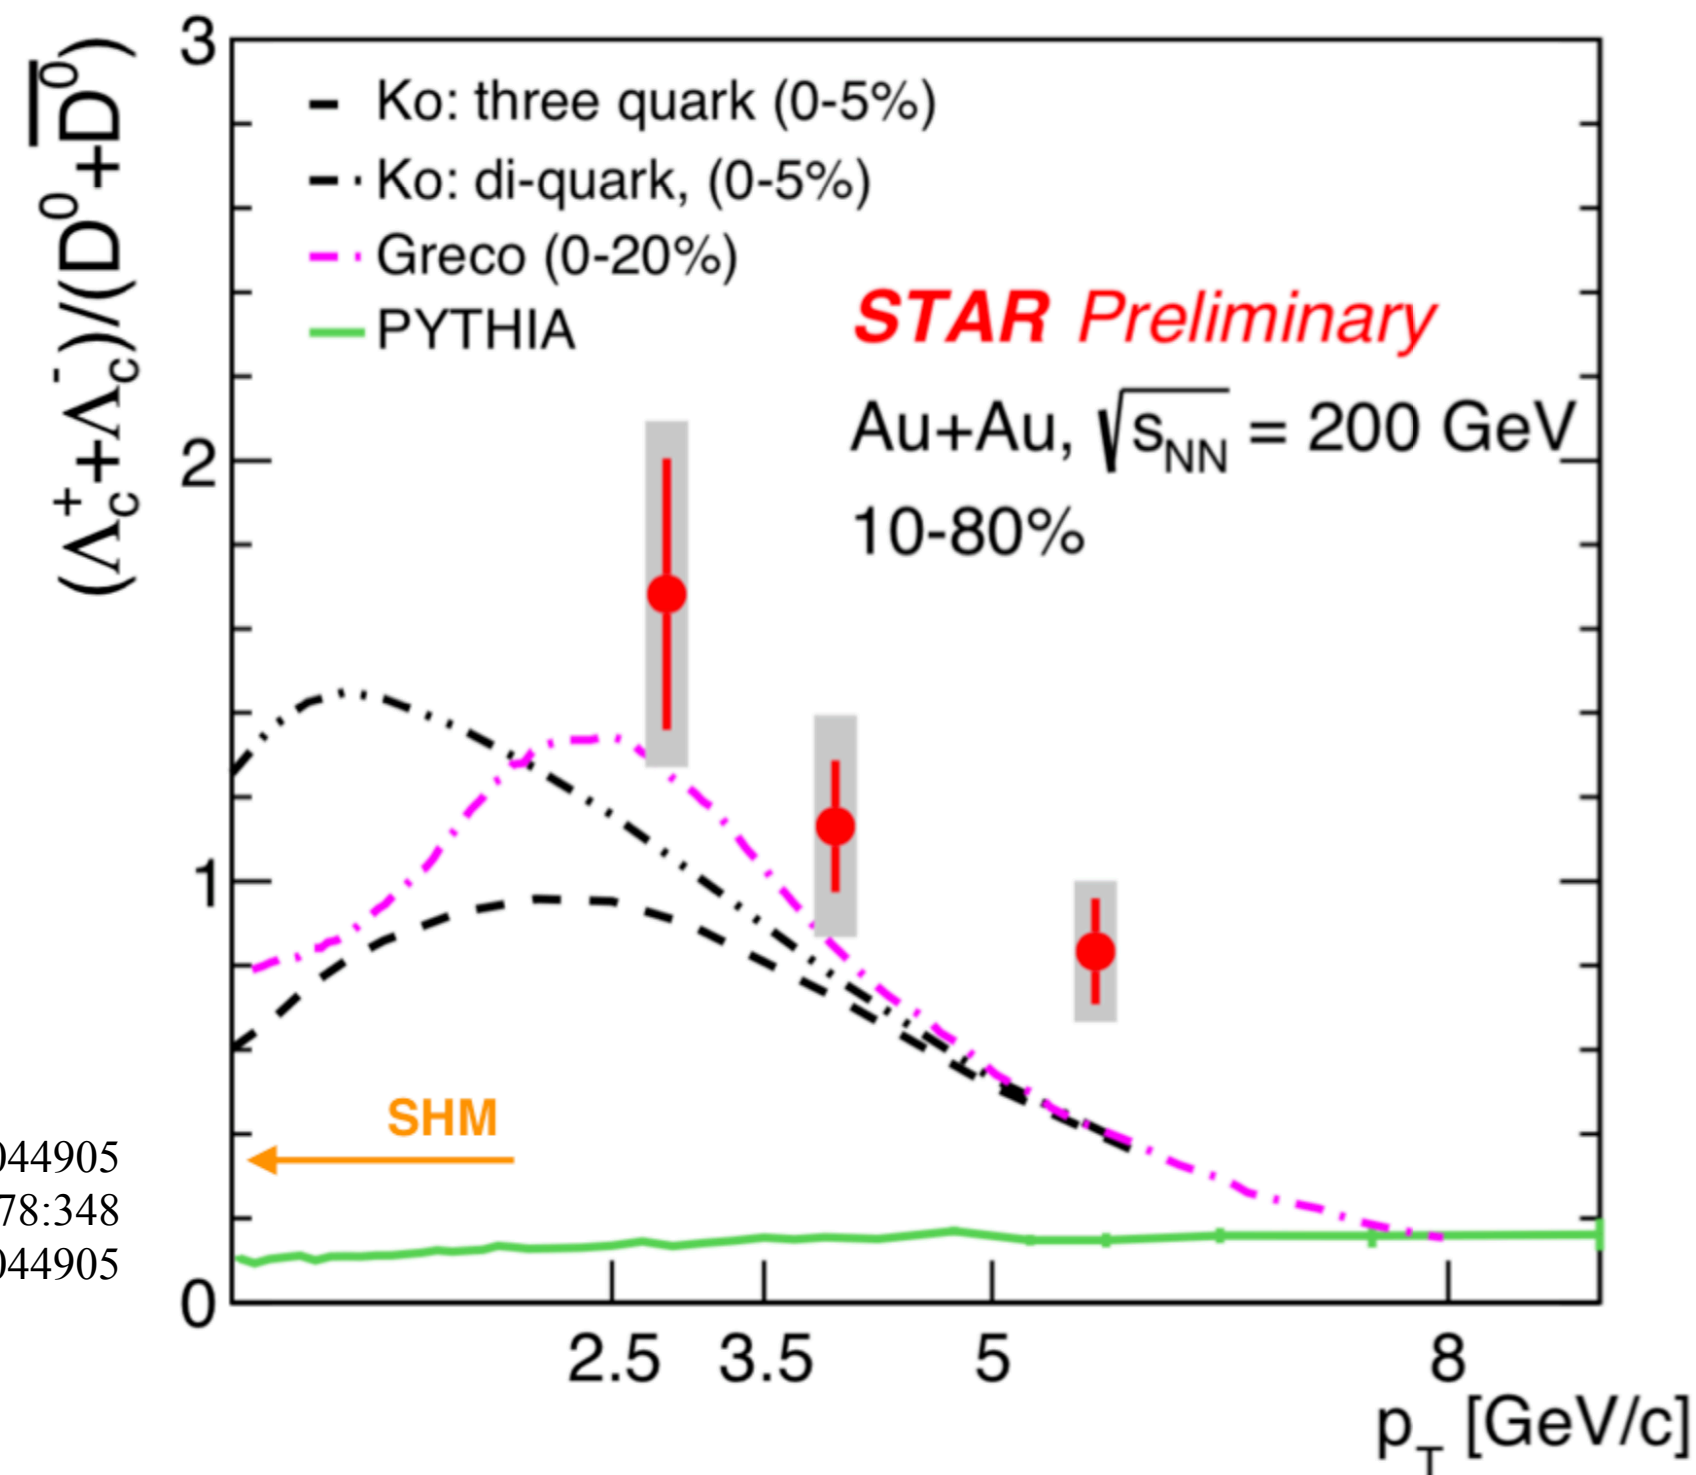 3
(Λc+ + Λc-)/(D0+D̅0)
Ko: three quark (0-5%)
Ko: di-quark, (0-5%)
Greco (0-20%)
PYTHIA
STAR Preliminary
Au+Au, √sNN = 200 GeV
10-80%
2
1
SHM
044905
78:348
044905
0
2.5 3.5 5 8
pT [GeV/c]